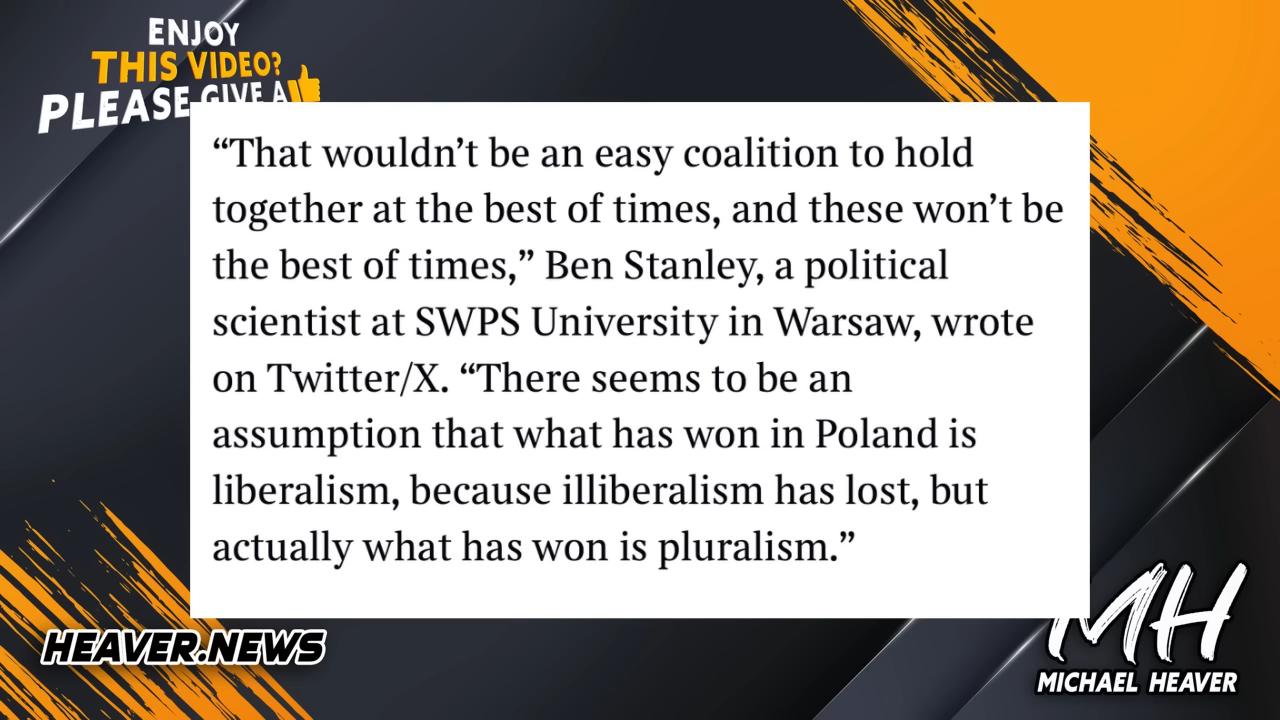 ENJOY
THIS VIDEO?
PLEASE GIVE A
“That wouldn’t be an easy coalition to hold
together at the best of times, and these won’t be
the best of times,” Ben Stanley, a political
scientist at SWPS University in Warsaw, wrote
on Twitter/X. “There seems to be an
assumption that what has won in Poland is
liberalism, because illiberalism has lost, but
actually what has won is pluralism.”
HEAVER.NEWS
MH
MICHAEL HEAVER